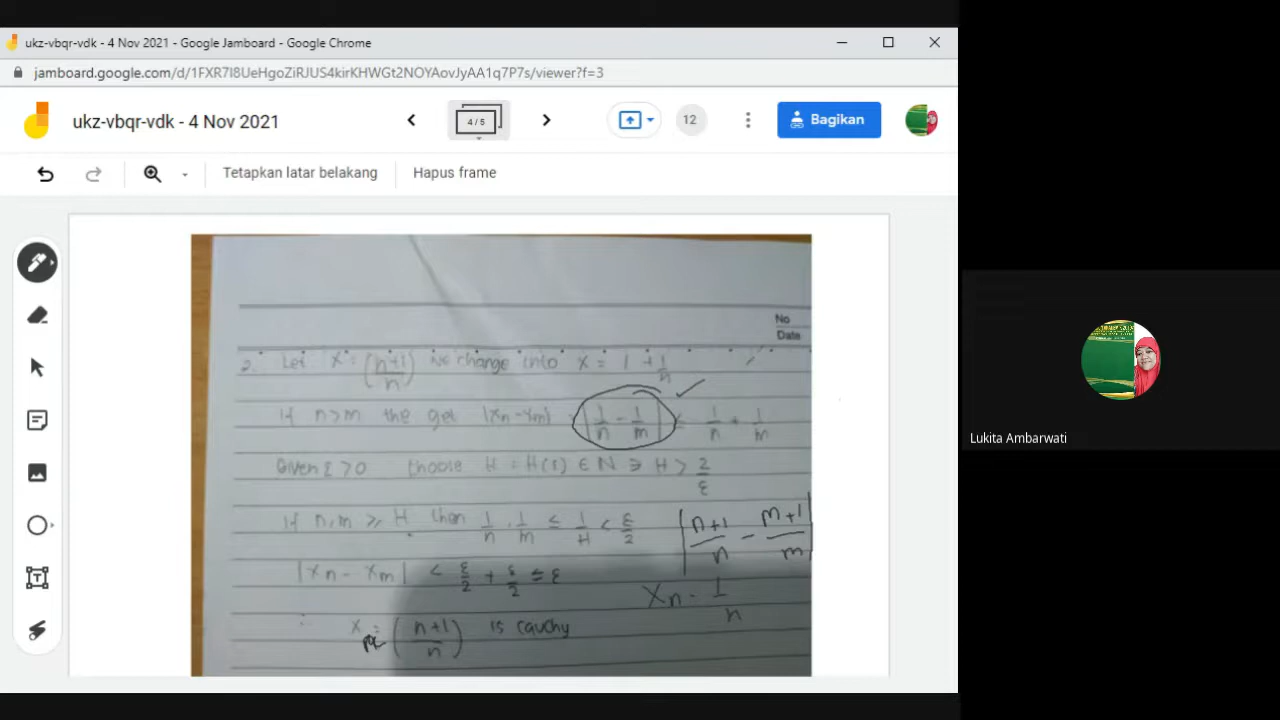 ukz-vbqr-vdk - 4 Nov 2021 - Google Jamboard - Google Chrome
jamboard.google.com/d/1FXR7I8UeHgoZiRJUS4kirKHWGt2NOYAovJyAA1q7P7s/viewer?f=3
ukz-vbqr-vdk - 4 Nov 2021
4 / 5
12
Bagikan
Tetapkan latar belakang
Hapus frame
No
Date
2. Let X = (n+1/n) we change into X = 1 + 1/n
If n>m the get |Xn - Xm| = |1/n - 1/m| ≤ 1/n + 1/m
Given ε > 0 choose H = H(ε) ∈ N ∋ H > 2/ε
If n,m ≥ H then 1/n , 1/m ≤ 1/H < ε/2
|n+1/n - m+1/m|
|Xn - Xm| < ε/2 + ε/2 ≤ ε
Xn - 1/n
X = (n+1/n) is cauchy
Lukita Ambarwati